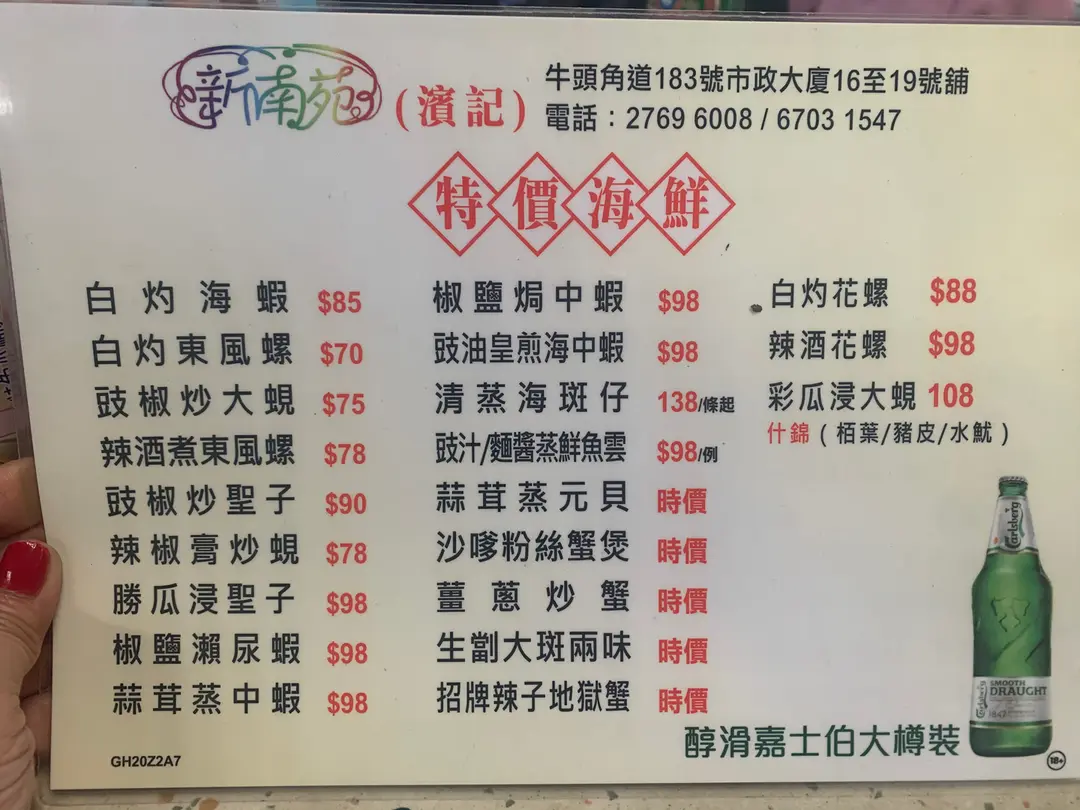 新南苑 (濱記)
牛頭角道183號市政大廈16至19號舖
電話：2769 6008 / 6703 1547
特價海鮮
白灼海蝦 $85
白灼東風螺 $70
豉椒炒大蜆 $75
辣酒煮東風螺 $78
豉椒炒聖子 $90
辣椒膏炒蜆 $78
勝瓜浸聖子 $98
椒鹽瀨尿蝦 $98
蒜茸蒸中蝦 $98
椒鹽焗中蝦 $98
豉油皇煎海中蝦 $98
清蒸海斑仔 138/條起
豉汁/麵醬蒸鮮魚雲 $98/例
蒜茸蒸元貝 時價
沙嗲粉絲蟹煲 時價
薑蔥炒蟹 時價
生劏大斑兩味 時價
招牌辣子地獄蟹 時價
白灼花螺 $88
辣酒花螺 $98
彩瓜浸大蜆 108
什錦 (栢葉/豬皮/水魷)
Carlsberg
SMOOTH
DRAUGHT
Carlsberg
1847
醇滑嘉士伯大樽裝
18+
GH20Z2A7